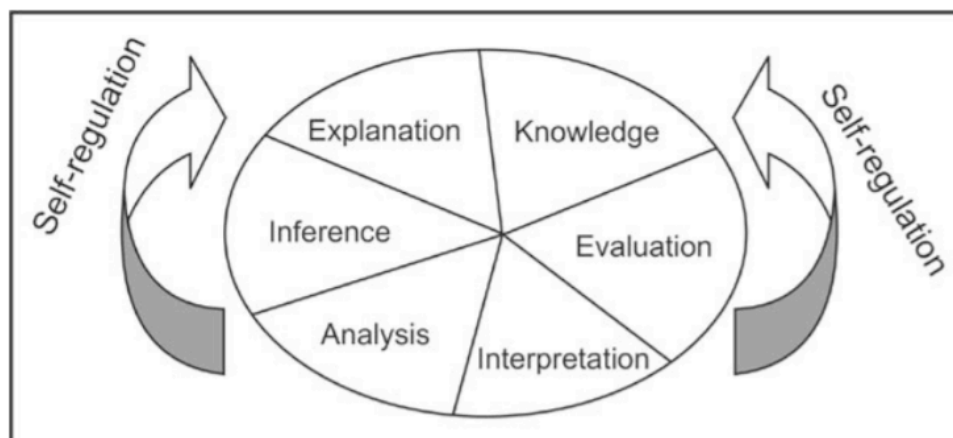 Self-regulation
Explanation
Knowledge
Self-regulation
Inference
Evaluation
Analysis
Interpretation